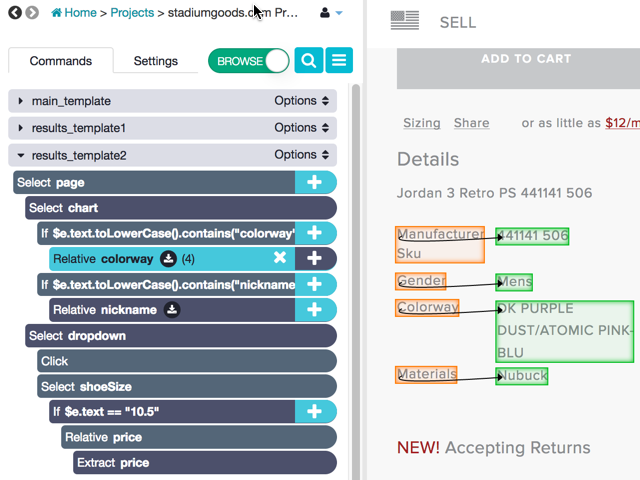 Home > Projects > stadiumgoods.com Pr...
Commands
Settings
BROWSE
main_template
Options
results_template1
Options
results_template2
Options
Select page
Select chart
If $e.text.toLowerCase().contains("colorway"
Relative colorway (4)
If $e.text.toLowerCase().contains("nickname
Relative nickname
Select dropdown
Click
Select shoeSize
If $e.text == "10.5"
Relative price
Extract price
SELL
ADD TO CART
Sizing
Share
or as little as $12/m
Details
Jordan 3 Retro PS 441141 506
Manufacturer
Sku
441141 506
Gender
Mens
Colorway
DK PURPLE
DUST/ATOMIC PINK-
BLU
Materials
Nubuck
NEW! Accepting Returns